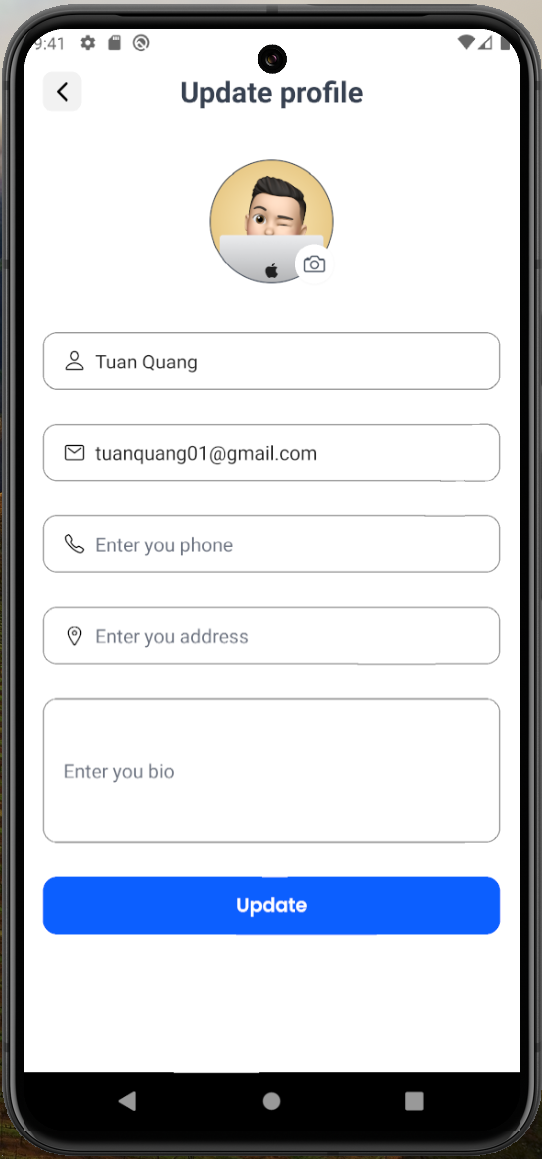 9:41
Update profile
Tuan Quang
tuanquang01@gmail.com
Enter you phone
Enter you address
Enter you bio
Update